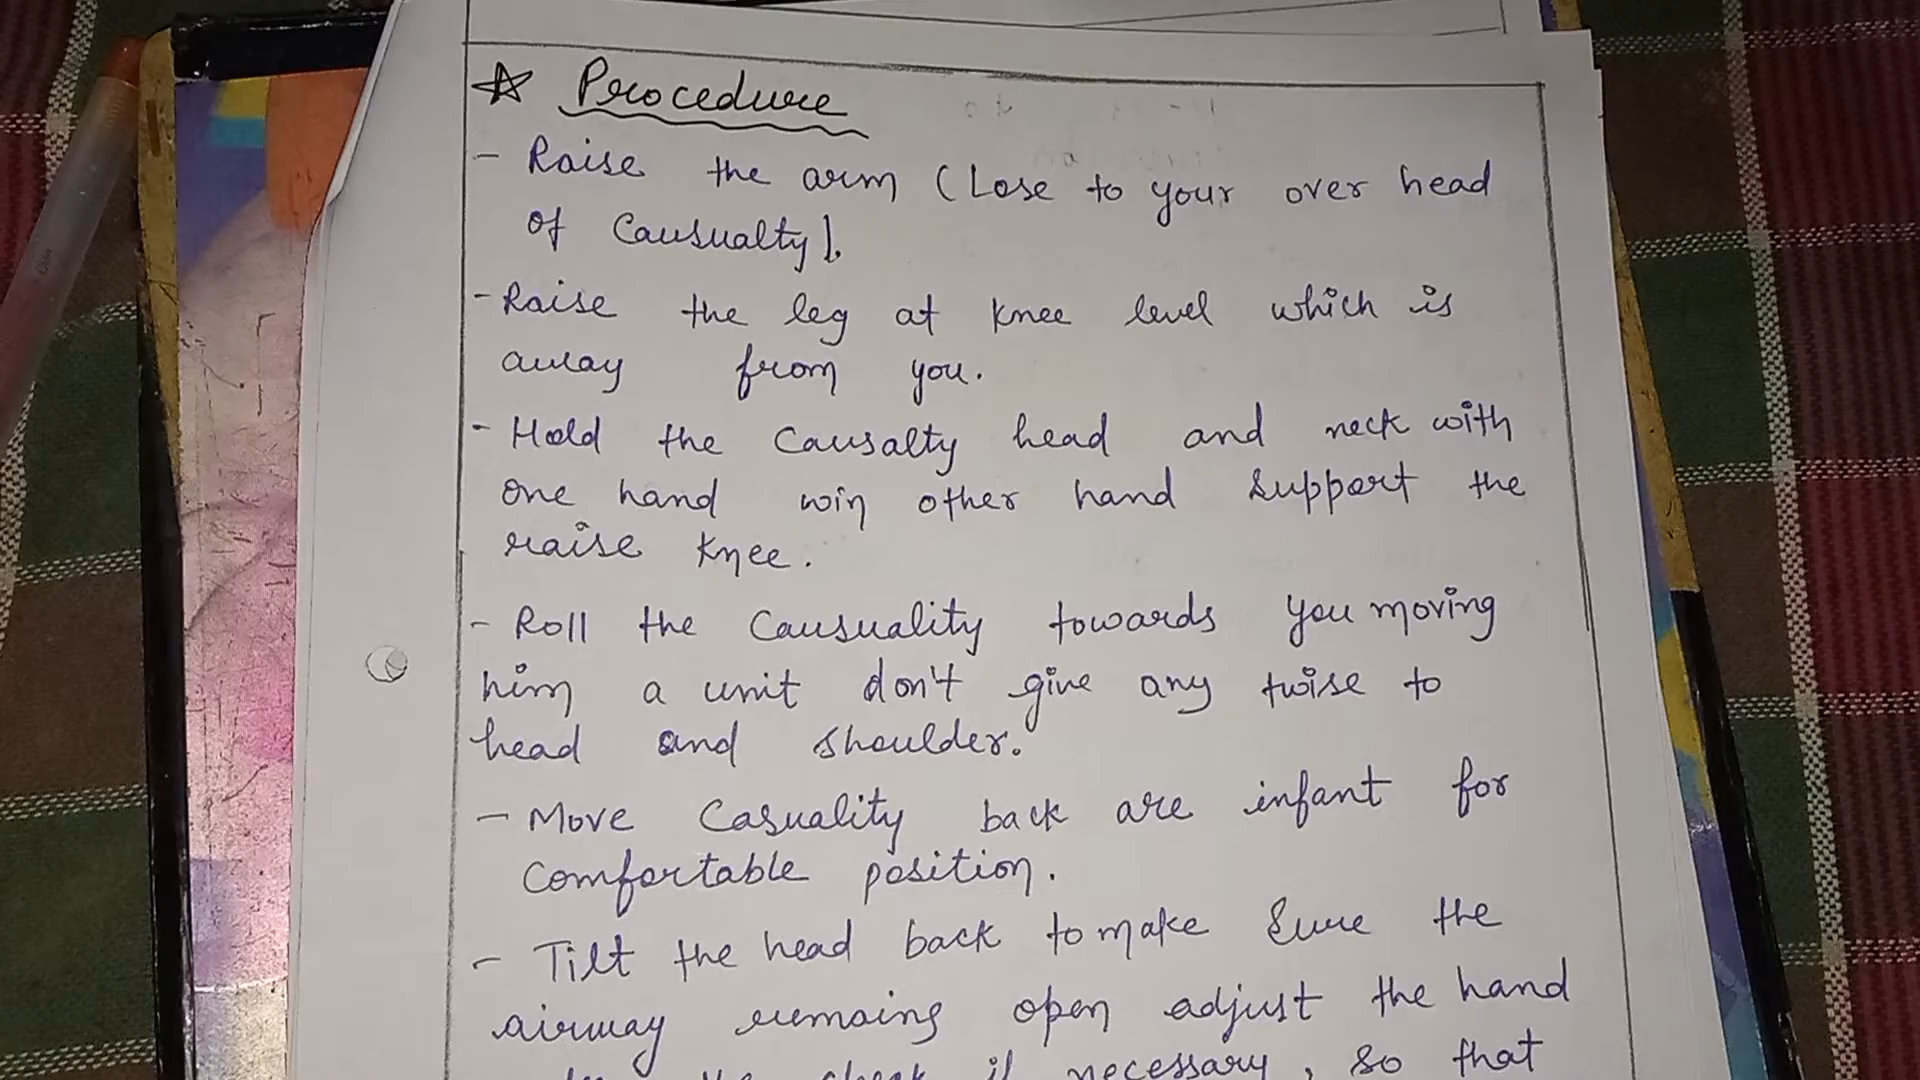 ☆ Procedure
- Raise the arm (Lose to your over head
of Causualty).
- Raise the leg at knee level which is
away from you.
- Hold the Causalty head and neck with
one hand win other hand support the
raise knee.
- Roll the Causuality towards you moving
him a unit don't give any twise to
head and shoulder.
- Move Casuality back are infant for
comfortable position.
- Tilt the head back to make sure the
airway remaing open adjust the hand
the cheek if necessary, so that